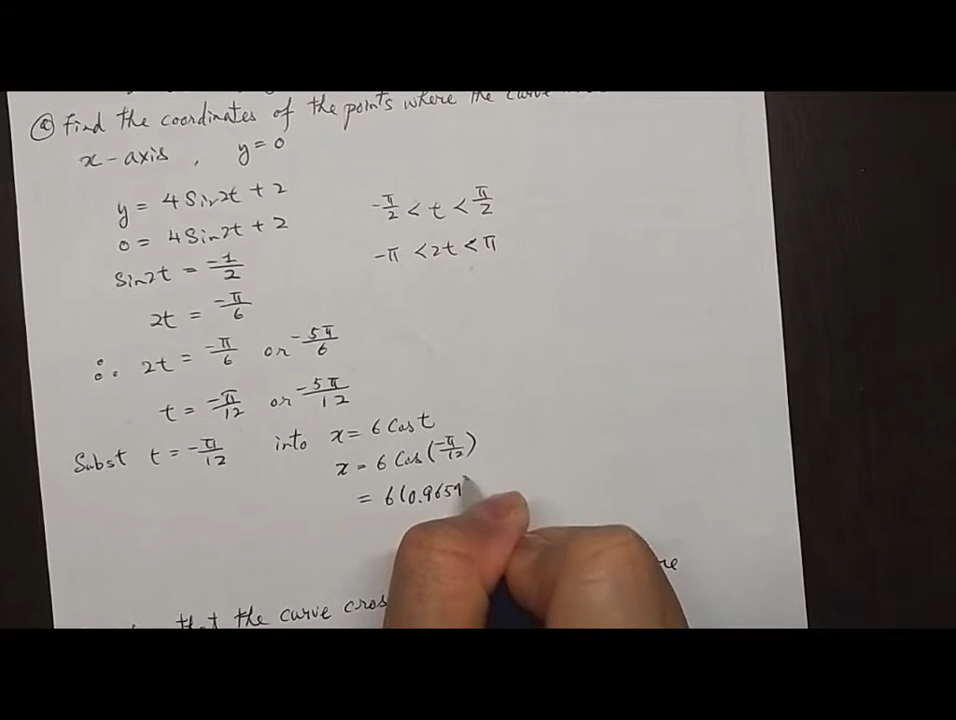 (a) Find the coordinates of the points where the curve
x-axis , y = 0
y = 4 Sin2t + 2
-π/2 < t < π/2
0 = 4 Sin2t + 2
-π < 2t < π
Sin2t = -1/2
2t = -π/6
∴ 2t = -π/6 or -5π/6
t = -π/12 or -5π/12
Subst t = -π/12 into x = 6 Cos t
x = 6 Cos (-π/12)
= 6(0.9659
that the curve cros